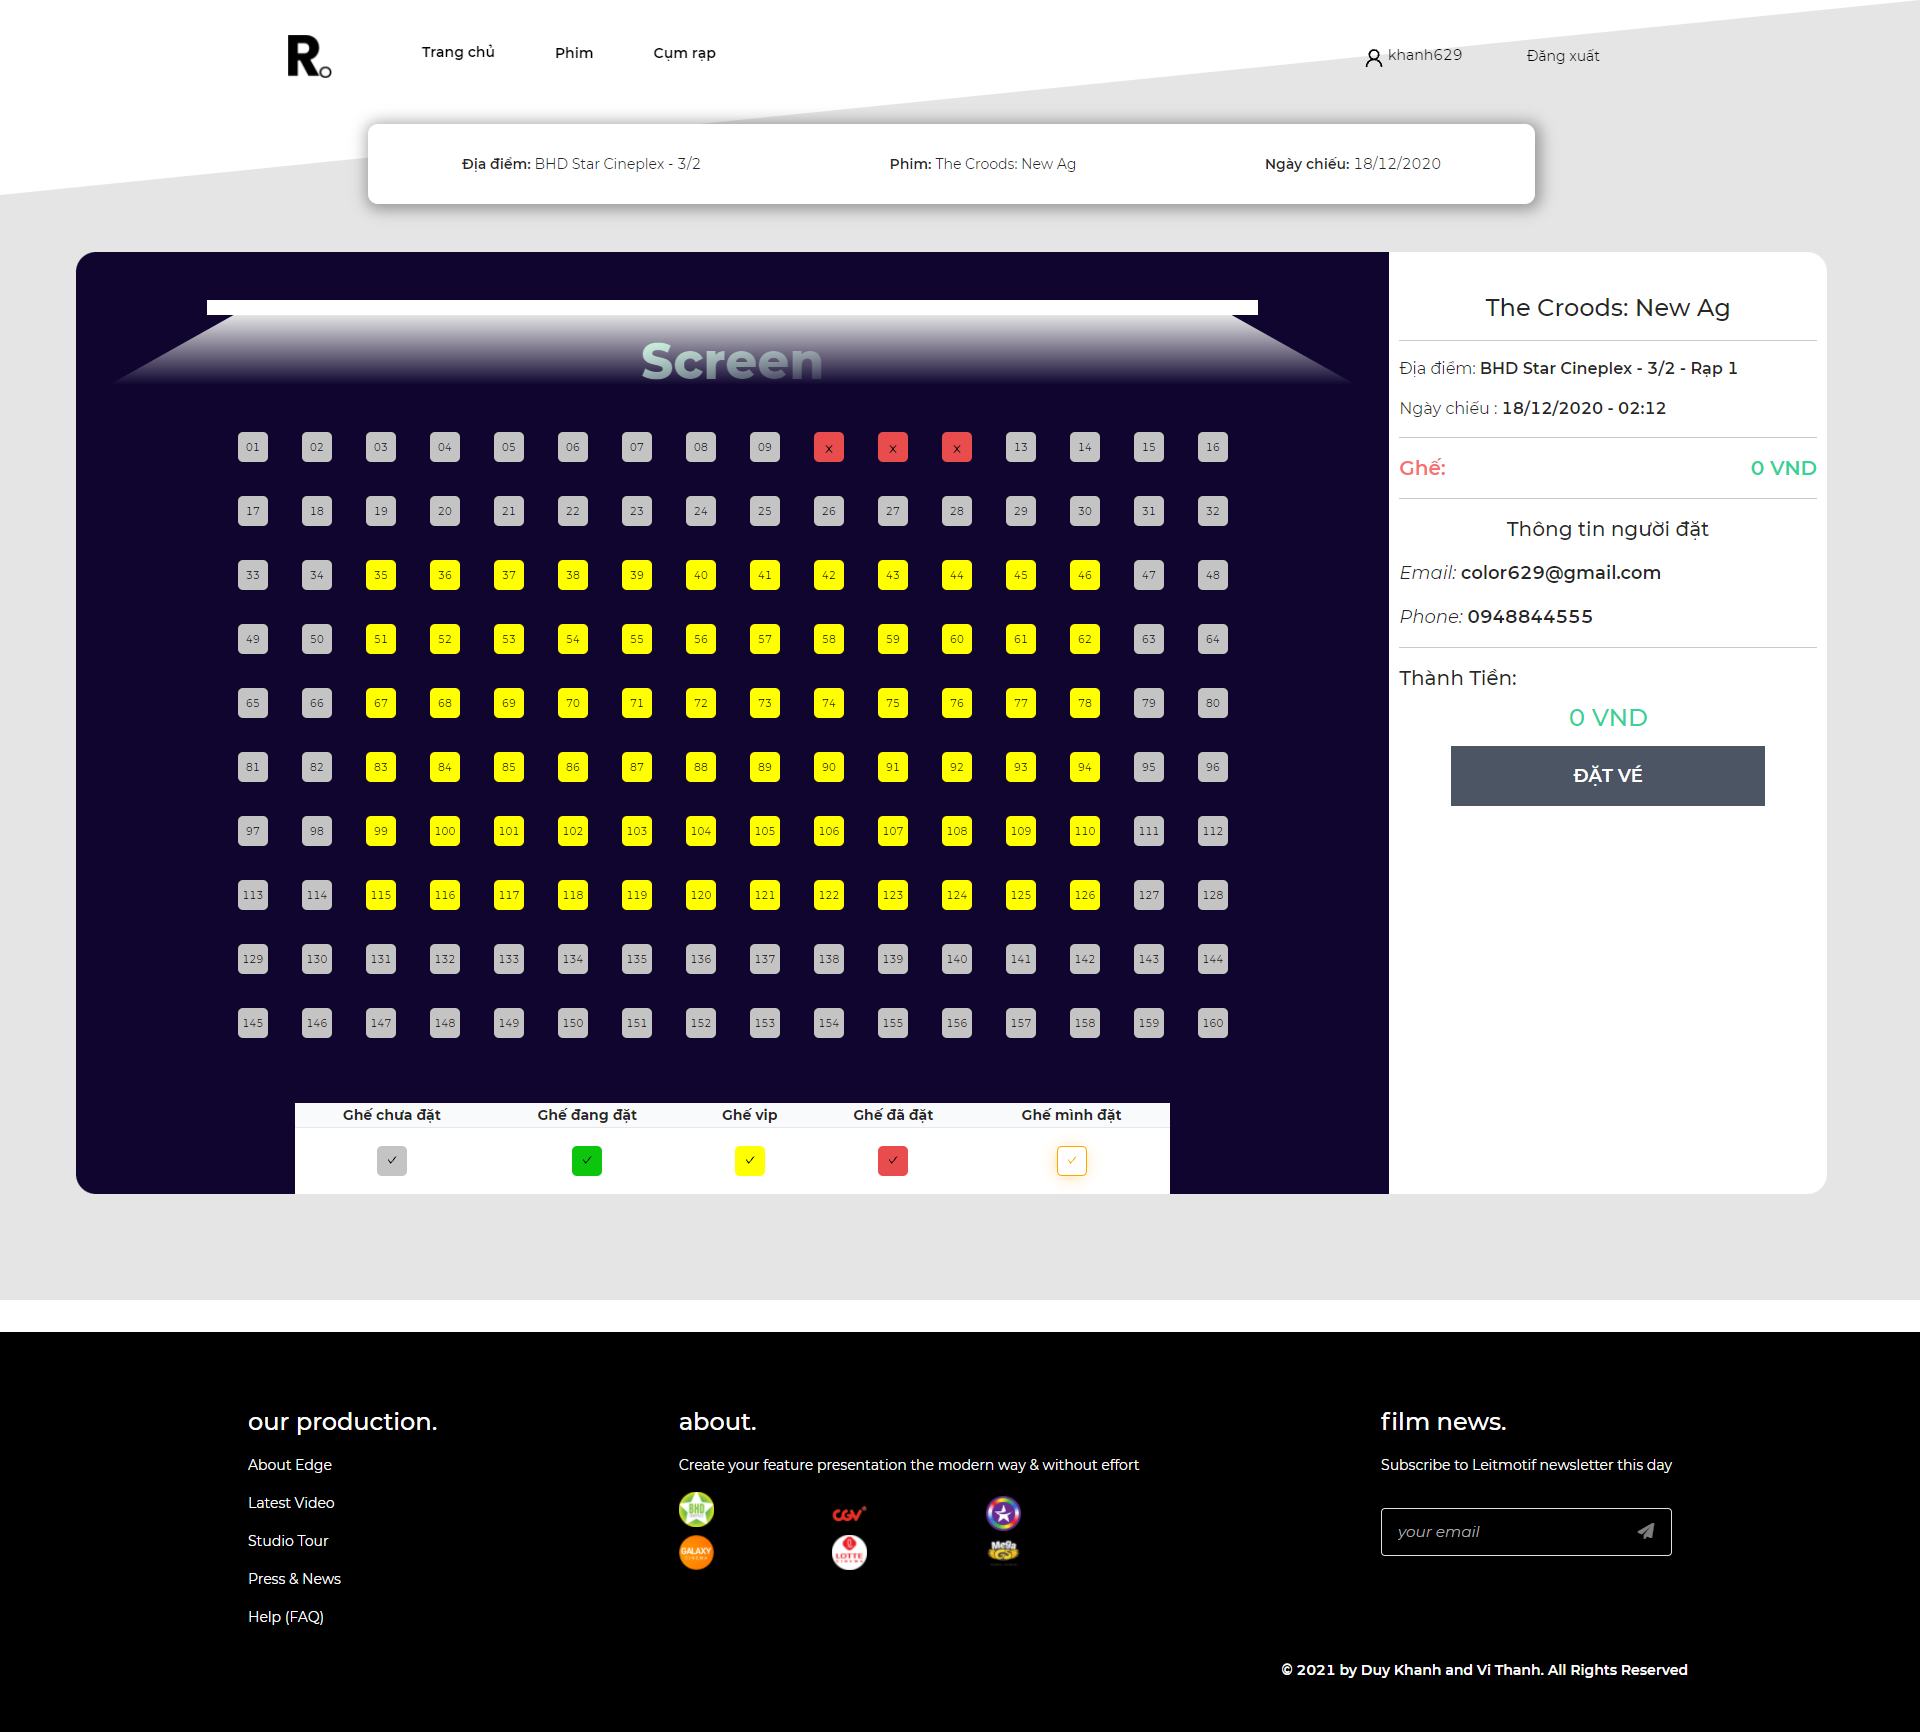 R.
Trang chủ Phim Cụm rạp khanh629 Đăng xuất
Địa điểm: BHD Star Cineplex - 3/2 Phim: The Croods: New Ag Ngày chiếu: 18/12/2020
Screen
01 02 03 04 05 06 07 08 09 x x x 13 14 15 16
17 18 19 20 21 22 23 24 25 26 27 28 29 30 31 32
33 34 35 36 37 38 39 40 41 42 43 44 45 46 47 48
49 50 51 52 53 54 55 56 57 58 59 60 61 62 63 64
65 66 67 68 69 70 71 72 73 74 75 76 77 78 79 80
81 82 83 84 85 86 87 88 89 90 91 92 93 94 95 96
97 98 99 100 101 102 103 104 105 106 107 108 109 110 111 112
113 114 115 116 117 118 119 120 121 122 123 124 125 126 127 128
129 130 131 132 133 134 135 136 137 138 139 140 141 142 143 144
145 146 147 148 149 150 151 152 153 154 155 156 157 158 159 160
Ghế chưa đặt Ghế đang đặt Ghế vip Ghế đã đặt Ghế mình đặt
The Croods: New Ag
Địa điểm: BHD Star Cineplex - 3/2 - Rạp 1
Ngày chiếu : 18/12/2020 - 02:12
Ghế: 0 VND
Thông tin người đặt
Email: color629@gmail.com
Phone: 0948844555
Thành Tiền:
0 VND
ĐẶT VÉ
our production.
About Edge
Latest Video
Studio Tour
Press & News
Help (FAQ)
about.
Create your feature presentation the modern way & without effort
BHD
CGV
GALAXY
CINEMA
LOTTE
CINEMA
Mega
film news.
Subscribe to Leitmotif newsletter this day
your email
© 2021 by Duy Khanh and Vi Thanh. All Rights Reserved